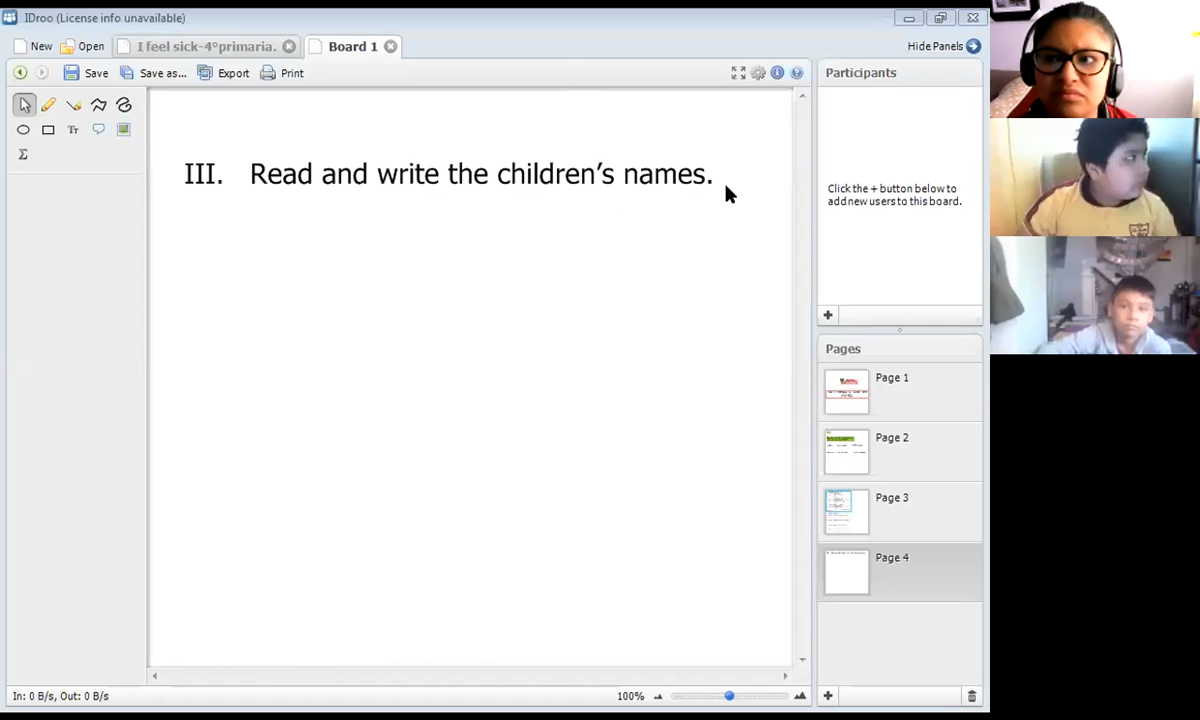 IDroo (License info unavailable)
New Open I feel sick-4°primaria. Board 1 Hide Panels
Save Save as... Export Print
Participants
Tт
Σ
III. Read and write the children's names.
Click the + button below to
add new users to this board.
Pages
Page 1
Page 2
Page 3
Page 4
In: 0 B/s, Out: 0 B/s 100%